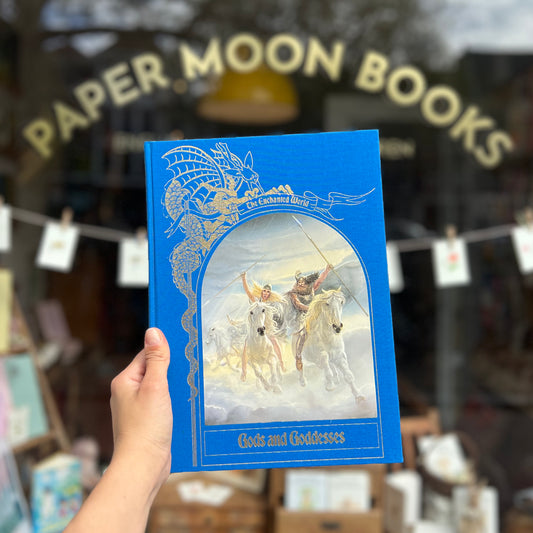 PAPER MOON BOOKS
The Enchanted World
Gods and Goddesses